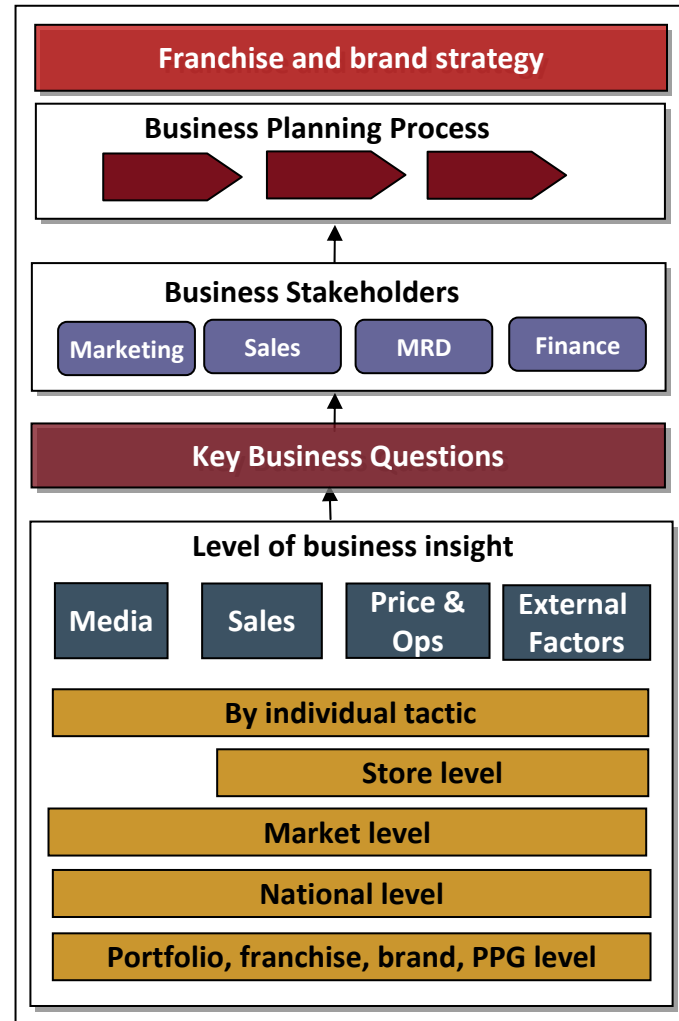 Franchise and brand strategy
Business Planning Process
Business Stakeholders
Marketing
Sales
MRD
Finance
Key Business Questions
Level of business insight
Media
Sales
Price &
Ops
External
Factors
By individual tactic
Store level
Market level
National level
Portfolio, franchise, brand, PPG level